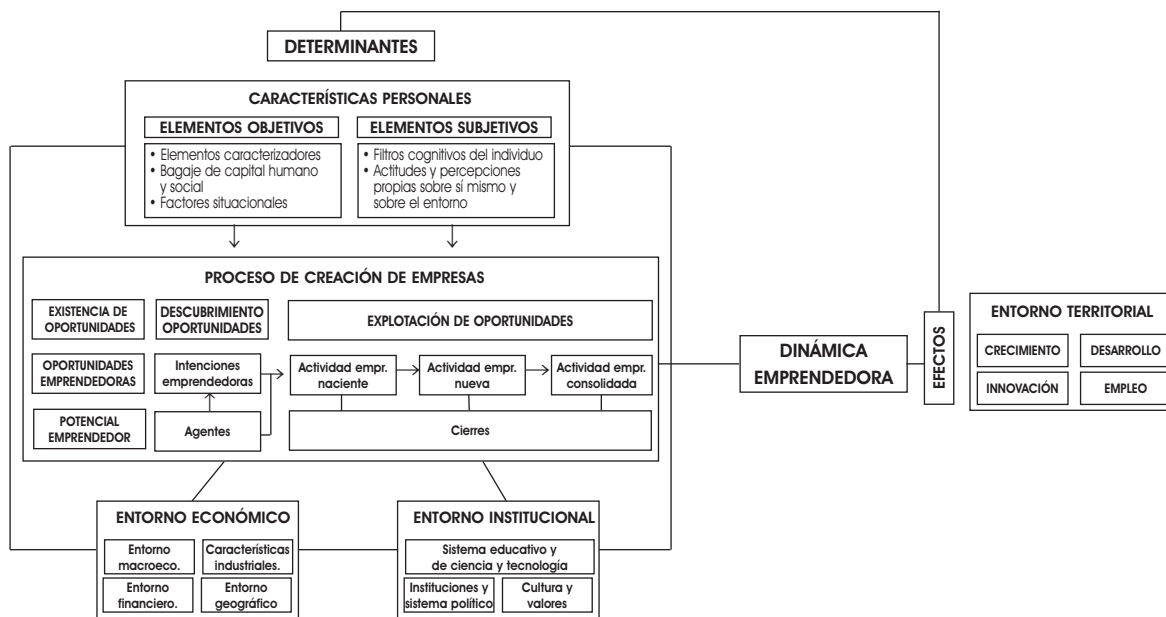 DETERMINANTES
CARACTERÍSTICAS PERSONALES
ELEMENTOS OBJETIVOS
• Elementos caracterizadores
• Bagaje de capital humano
y social
• Factores situacionales
ELEMENTOS SUBJETIVOS
• Filtros cognitivos del individuo
• Actitudes y percepciones
propias sobre sí mismo y
sobre el entorno
PROCESO DE CREACIÓN DE EMPRESAS
EXISTENCIA DE
OPORTUNIDADES
DESCUBRIMIENTO
OPORTUNIDADES
EXPLOTACIÓN DE OPORTUNIDADES
OPORTUNIDADES
EMPRENDEDORAS
Intenciones
emprendedoras
Actividad empr.
naciente
Actividad empr.
nueva
Actividad empr.
consolidada
POTENCIAL
EMPRENDEDOR
Agentes
Cierres
ENTORNO ECONÓMICO
Entorno
macroeco.
Características
industriales.
Entorno
financiero.
Entorno
geográfico
ENTORNO INSTITUCIONAL
Sistema educativo y
de ciencia y tecnología
Instituciones y
sistema político
Cultura y
valores
DINÁMICA
EMPRENDEDORA
EFECTOS
ENTORNO TERRITORIAL
CRECIMIENTO
DESARROLLO
INNOVACIÓN
EMPLEO